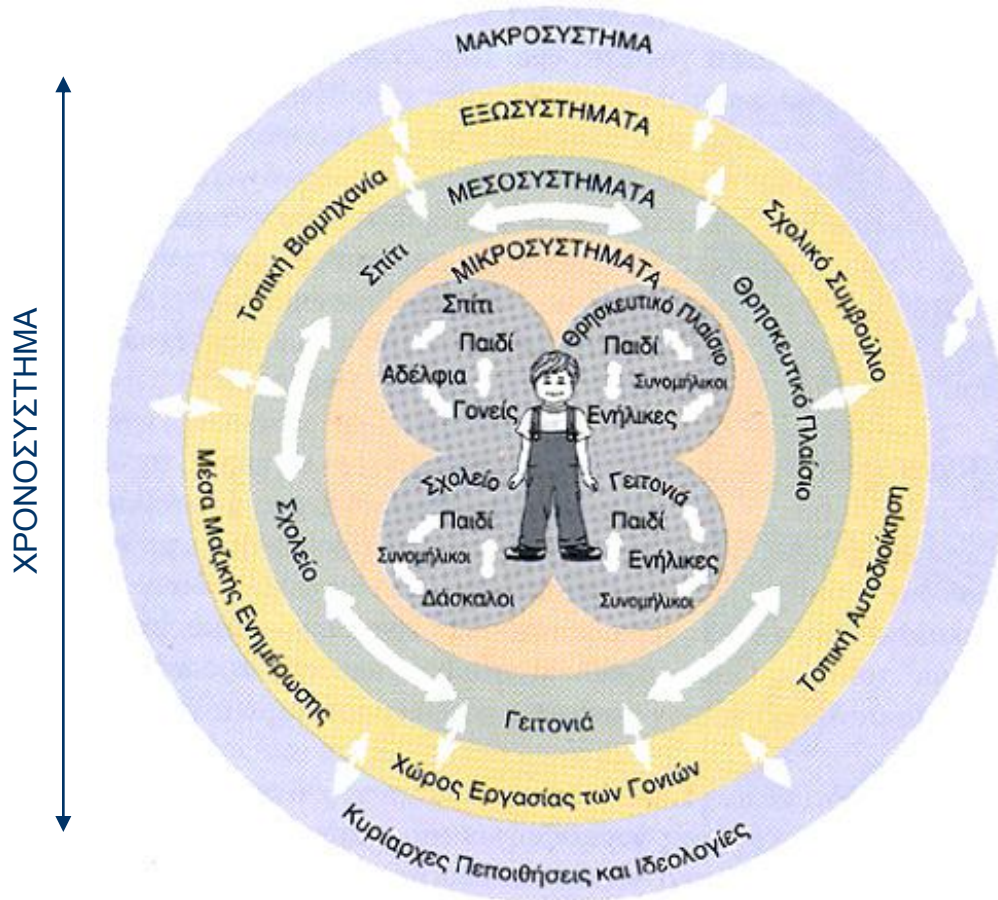 ΧΡΟΝΟΣΥΣΤΗΜΑ
ΜΑΚΡΟΣΥΣΤΗΜΑ
ΕΞΩΣΥΣΤΗΜΑΤΑ
ΜΕΣΟΣΥΣΤΗΜΑΤΑ
ΜΙΚΡΟΣΥΣΤΗΜΑΤΑ
Σπίτι
Παιδί
Αδέλφια
Γονείς
Θρησκευτικό Πλαίσιο
Παιδί
Συνομήλικοι
Ενήλικες
Σχολείο
Παιδί
Συνομήλικοι
Δάσκαλοι
Γειτονιά
Παιδί
Ενήλικες
Συνομήλικοι
Σπίτι
Θρησκευτικό Πλαίσιο
Σχολείο
Γειτονιά
Τοπική Βιομηχανία
Σχολικό Συμβούλιο
Μέσα Μαζικής Ενημέρωσης
Τοπική Αυτοδιοίκηση
Χώρος Εργασίας των Γονιών
Κυρίαρχες Πεποιθήσεις και Ιδεολογίες